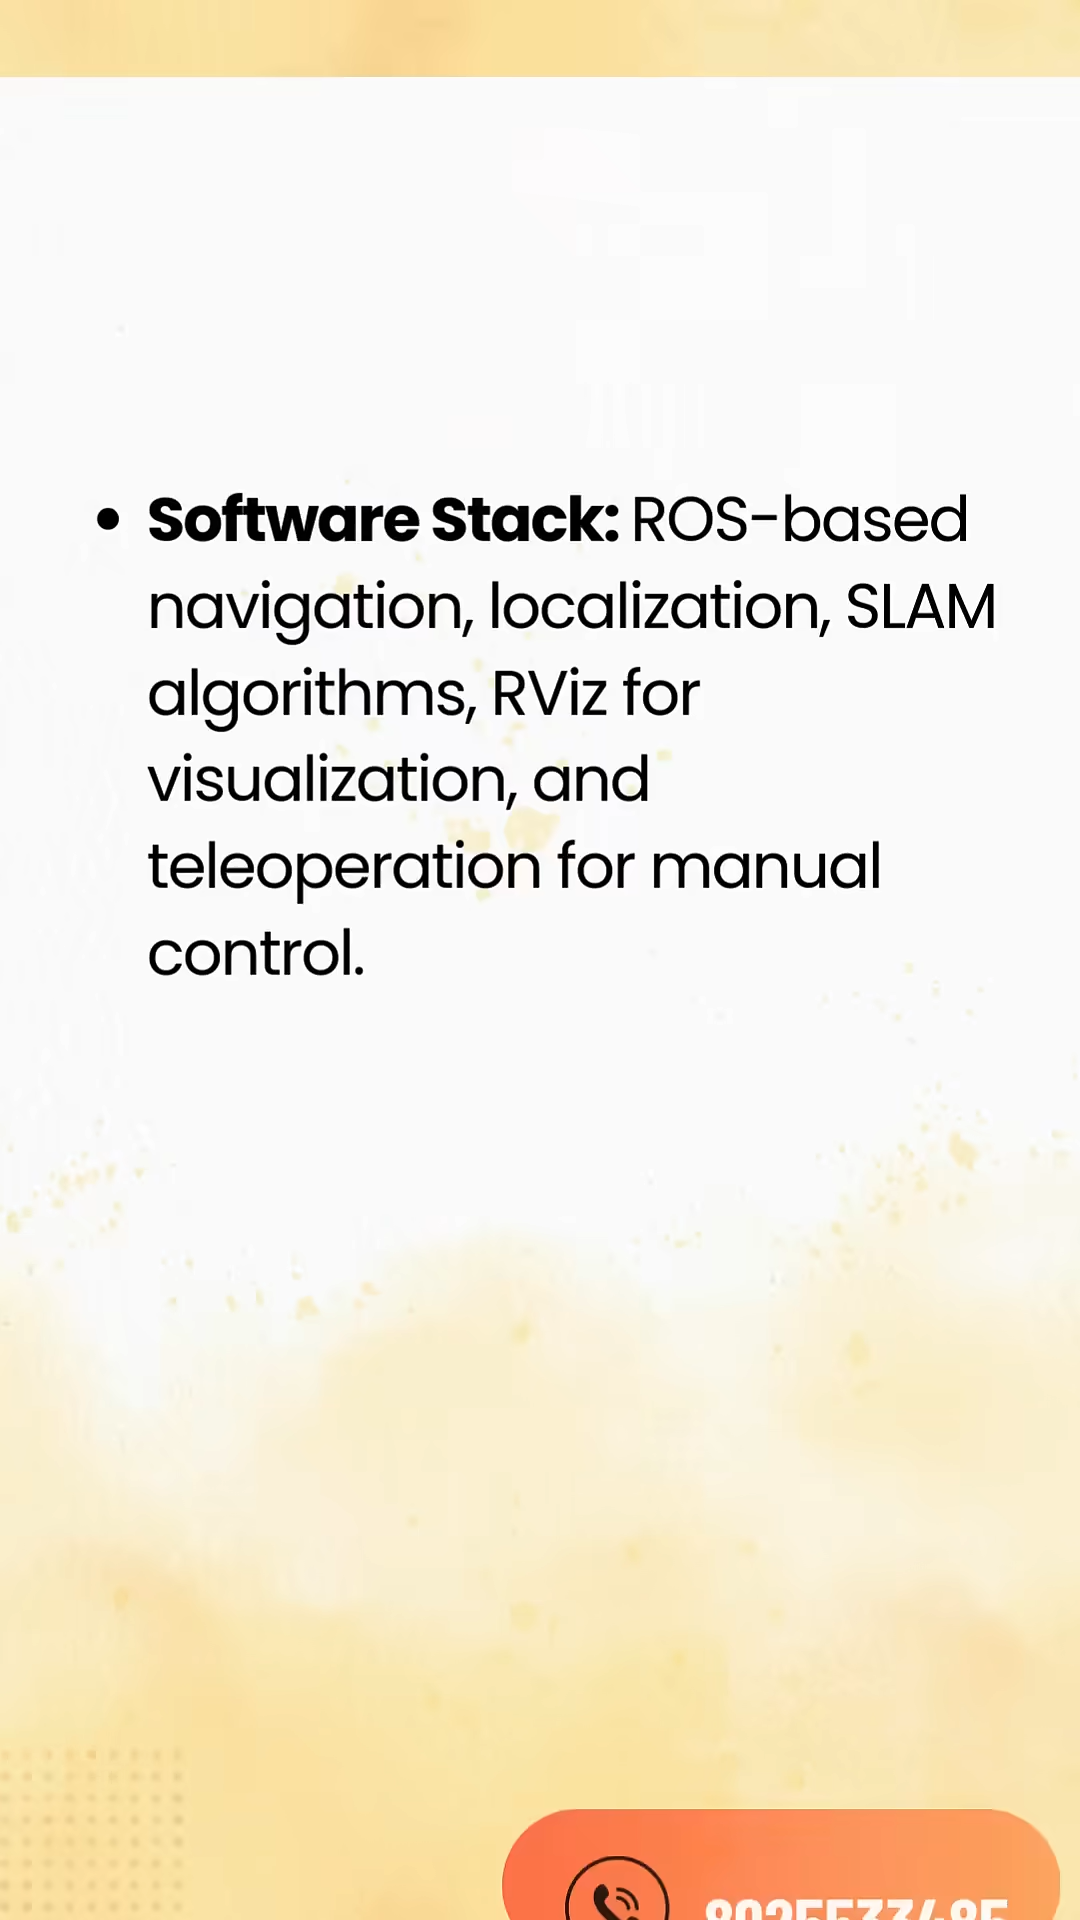 • Software Stack: ROS-based
navigation, localization, SLAM
algorithms, RViz for
visualization, and
teleoperation for manual
control.